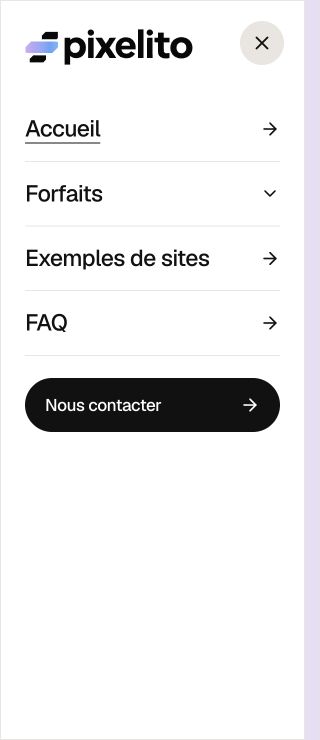 pixelito
Accueil
Forfaits
Exemples de sites
FAQ
Nous contacter